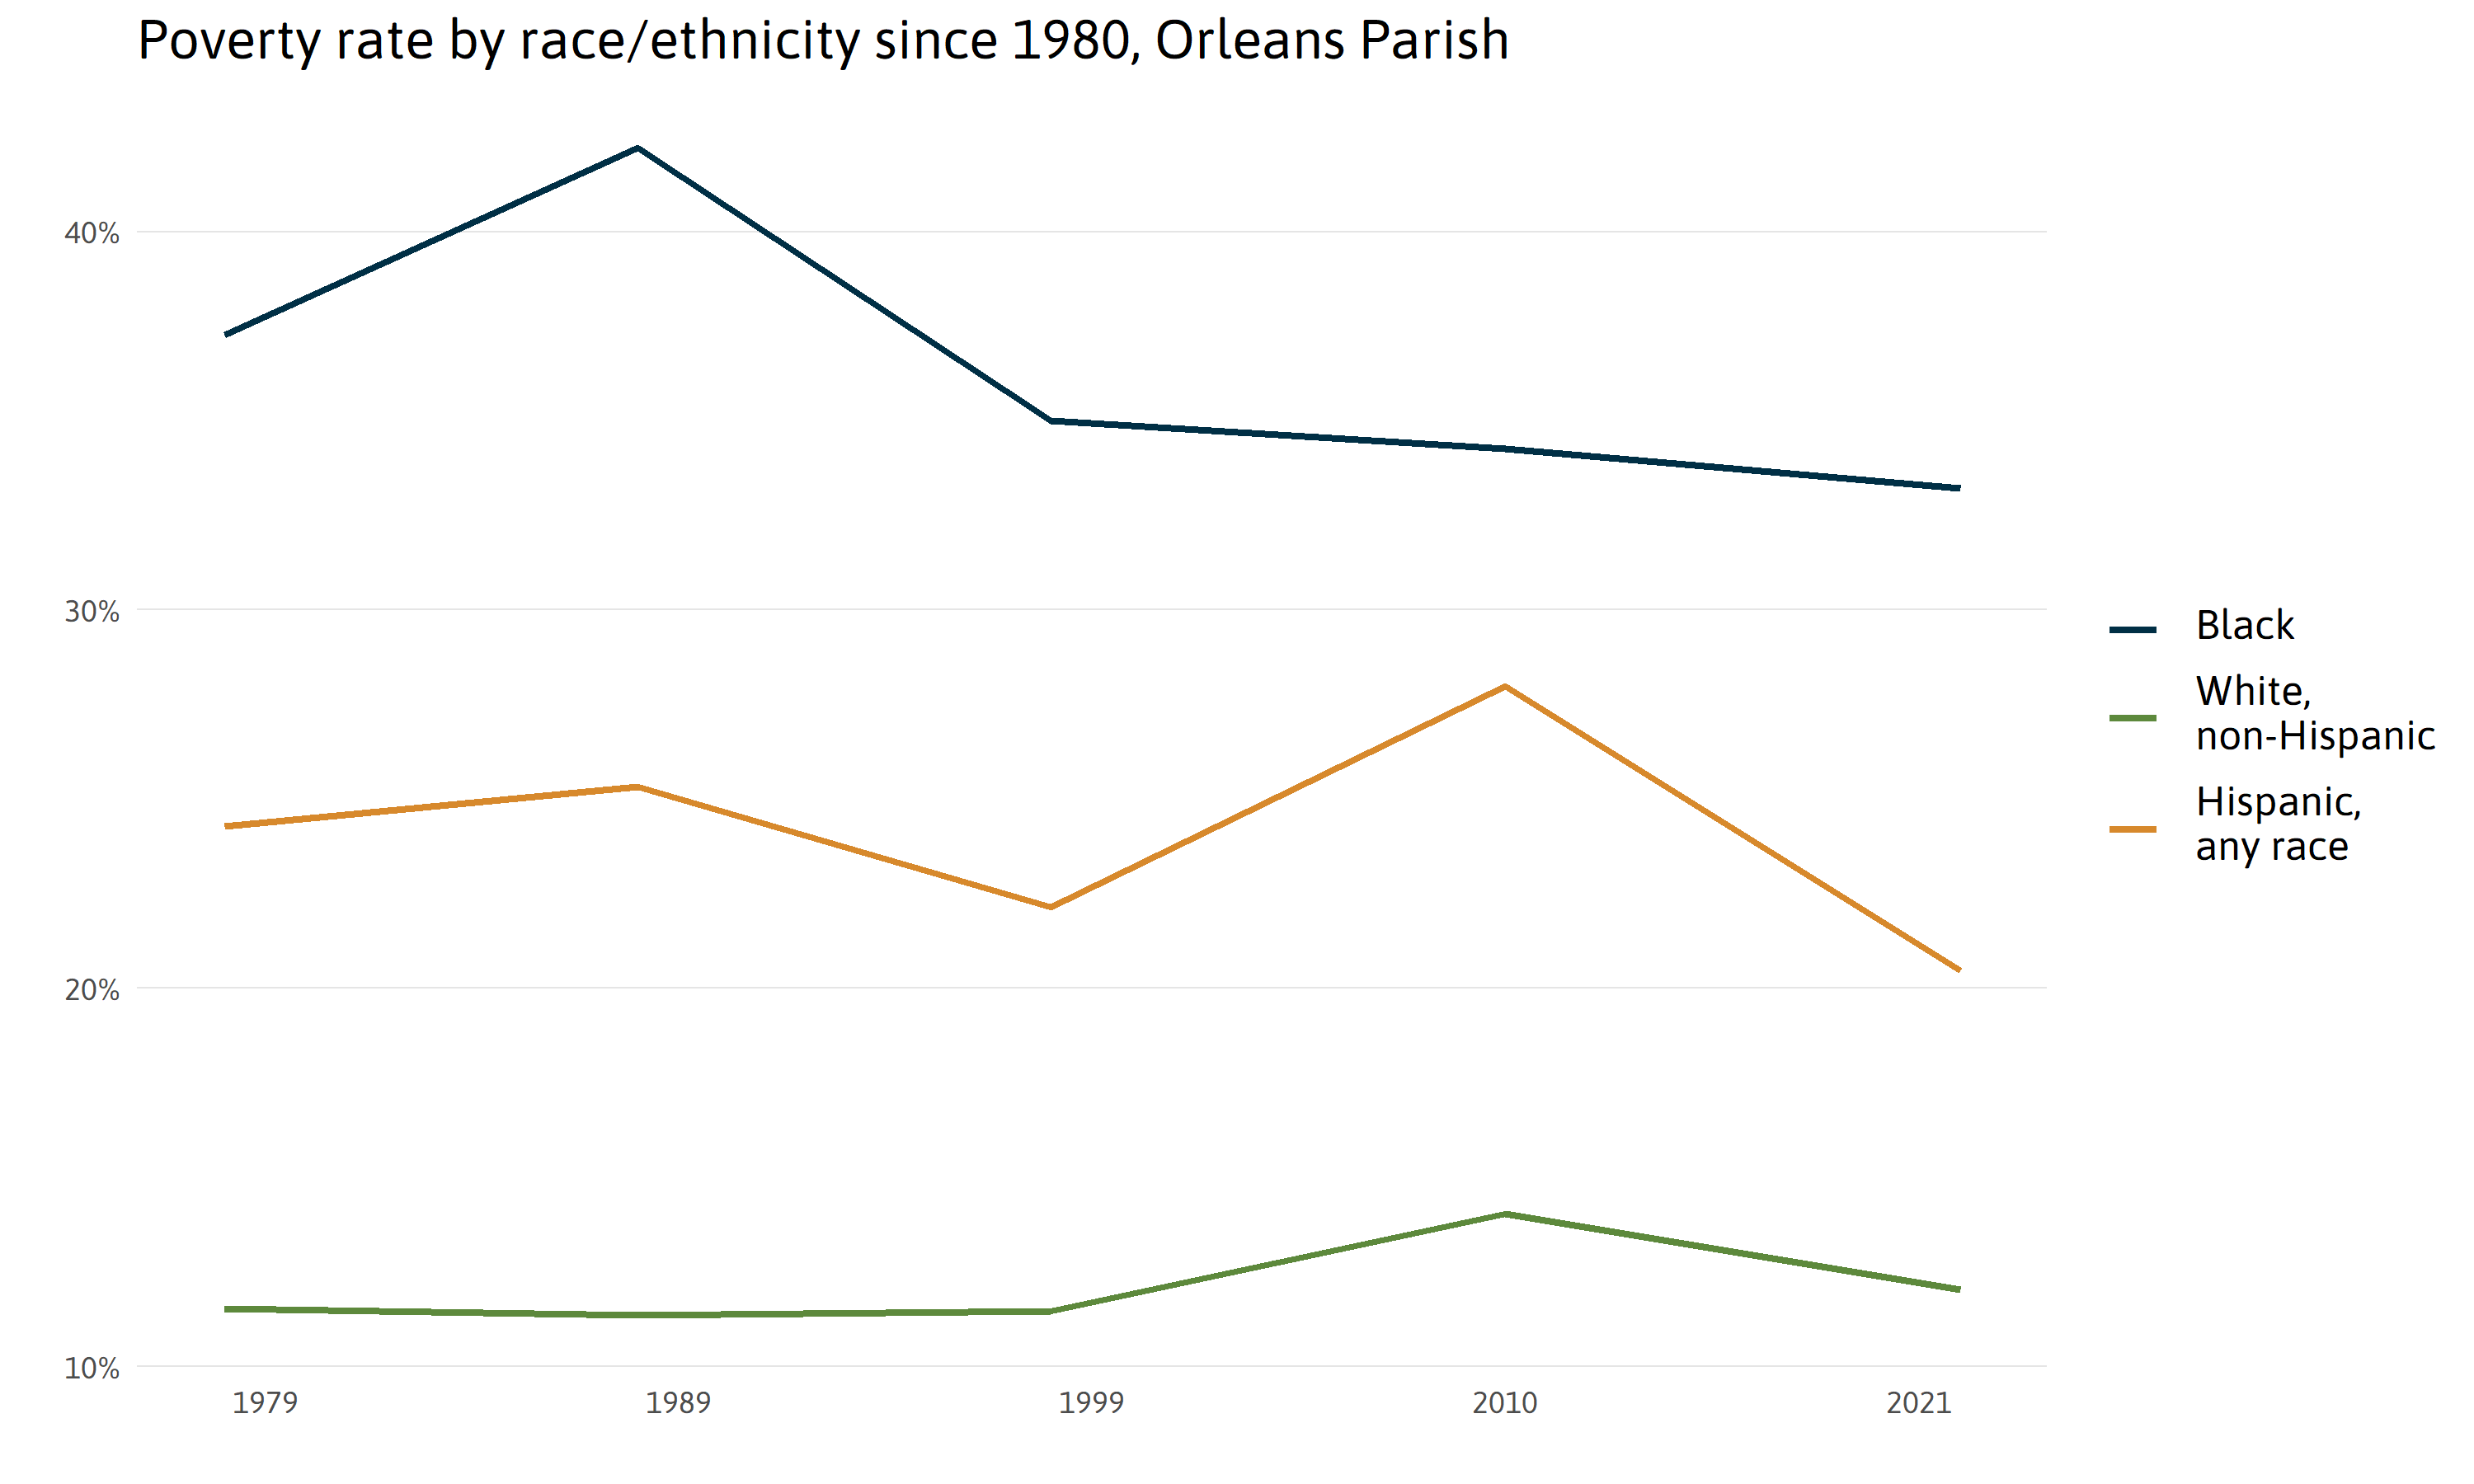 Poverty rate by race/ethnicity since 1980, Orleans Parish
40%
30%
20%
10%
1979
1989
1999
2010
2021
Black
White,
non-Hispanic
Hispanic,
any race